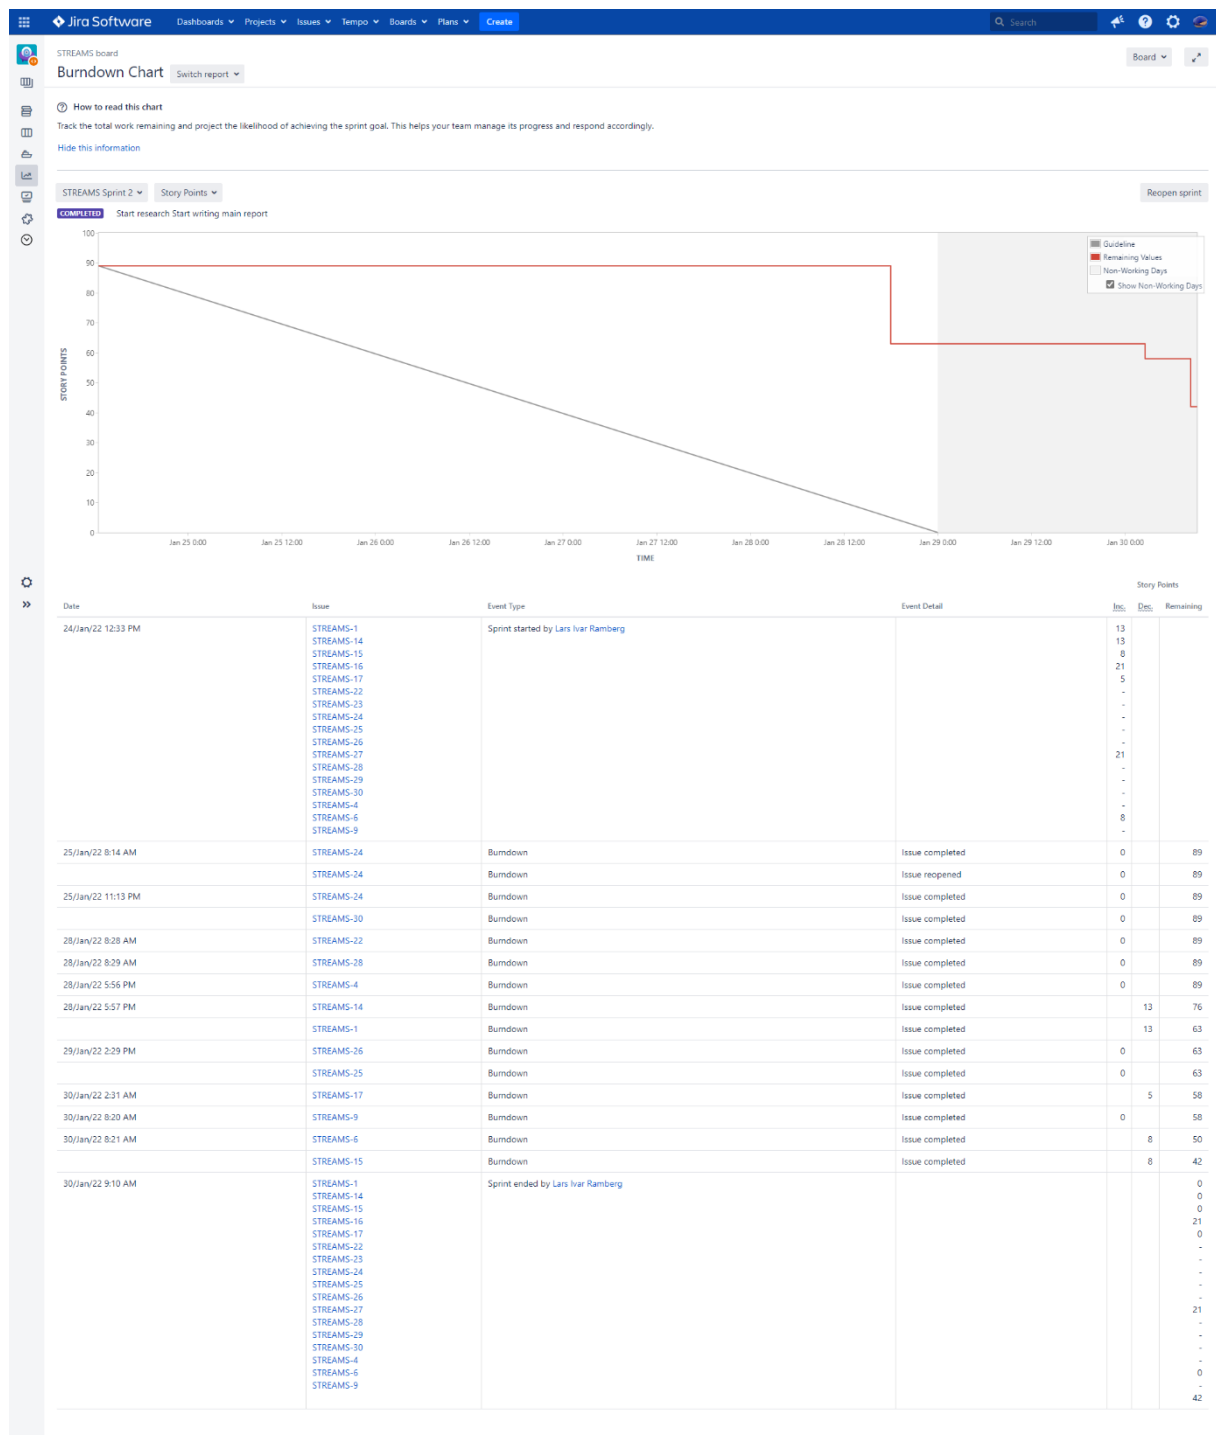 Jira Software Dashboards Projects Issues Tempo Boards Plans Create Search
STREAMS board
Board
Burndown Chart Switch report
How to read this chart
Track the total work remaining and project the likelihood of achieving the sprint goal. This helps your team manage its progress and respond accordingly.
Hide this information
STREAMS Sprint 2 Story Points Reopen sprint
COMPLETED Start research Start writing main report
Guideline
Remaining Values
Non-Working Days
Show Non-Working Days
100
90
80
70
60
50
40
30
20
10
0
STORY POINTS
Jan 25 0:00 Jan 25 12:00 Jan 26 0:00 Jan 26 12:00 Jan 27 0:00 Jan 27 12:00 Jan 28 0:00 Jan 28 12:00 Jan 29 0:00 Jan 29 12:00 Jan 30 0:00
TIME
Story Points
Date Issue Event Type Event Detail Inc. Dec. Remaining
24/Jan/22 12:33 PM STREAMS-1 Sprint started by Lars Ivar Ramberg 13
STREAMS-14 13
STREAMS-15 8
STREAMS-16 21
STREAMS-17 5
STREAMS-22 -
STREAMS-23 -
STREAMS-24 -
STREAMS-25 -
STREAMS-26 -
STREAMS-27 21
STREAMS-28 -
STREAMS-29 -
STREAMS-30 -
STREAMS-4 -
STREAMS-6 8
STREAMS-9 -
25/Jan/22 8:14 AM STREAMS-24 Burndown Issue completed 0 89
STREAMS-24 Burndown Issue reopened 0 89
25/Jan/22 11:13 PM STREAMS-24 Burndown Issue completed 0 89
STREAMS-30 Burndown Issue completed 0 89
28/Jan/22 8:28 AM STREAMS-22 Burndown Issue completed 0 89
28/Jan/22 8:29 AM STREAMS-28 Burndown Issue completed 0 89
28/Jan/22 5:56 PM STREAMS-4 Burndown Issue completed 0 89
28/Jan/22 5:57 PM STREAMS-14 Burndown Issue completed 13 76
STREAMS-1 Burndown Issue completed 13 63
29/Jan/22 2:29 PM STREAMS-26 Burndown Issue completed 0 63
STREAMS-25 Burndown Issue completed 0 63
30/Jan/22 2:31 AM STREAMS-17 Burndown Issue completed 5 58
30/Jan/22 8:20 AM STREAMS-9 Burndown Issue completed 0 58
30/Jan/22 8:21 AM STREAMS-6 Burndown Issue completed 8 50
STREAMS-15 Burndown Issue completed 8 42
30/Jan/22 9:10 AM STREAMS-1 Sprint ended by Lars Ivar Ramberg 0
STREAMS-14 0
STREAMS-15 0
STREAMS-16 21
STREAMS-17 0
STREAMS-22 -
STREAMS-23 -
STREAMS-24 -
STREAMS-25 -
STREAMS-26 -
STREAMS-27 21
STREAMS-28 -
STREAMS-29 -
STREAMS-30 -
STREAMS-4 -
STREAMS-6 0
STREAMS-9 -
42